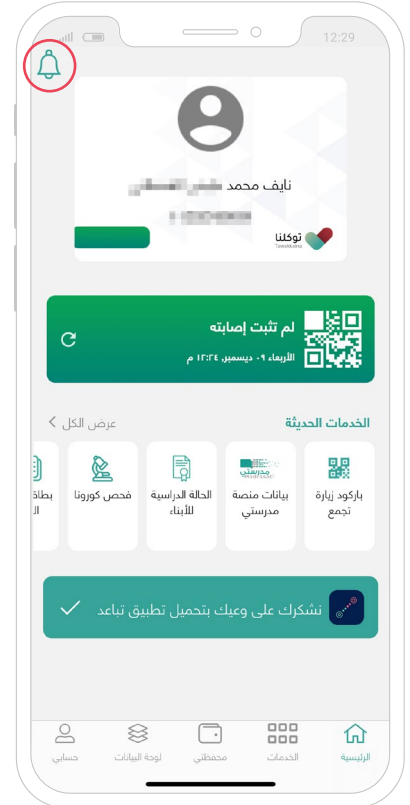 12:29
نايف محمد
توكلنا
Tawakkalna
لم تثبت إصابته
الأربعاء ٠٩ ديسمبر, ١٢:٢٤ م
الخدمات الحديثة
عرض الكل
باركود زيارة تجمع
بيانات منصة مدرستي
الحالة الدراسية للأبناء
فحص كورونا
مدرستي
نشكرك على وعيك بتحميل تطبيق تباعد
الرئيسية
الخدمات
محفظتي
لوحة البيانات
حسابي